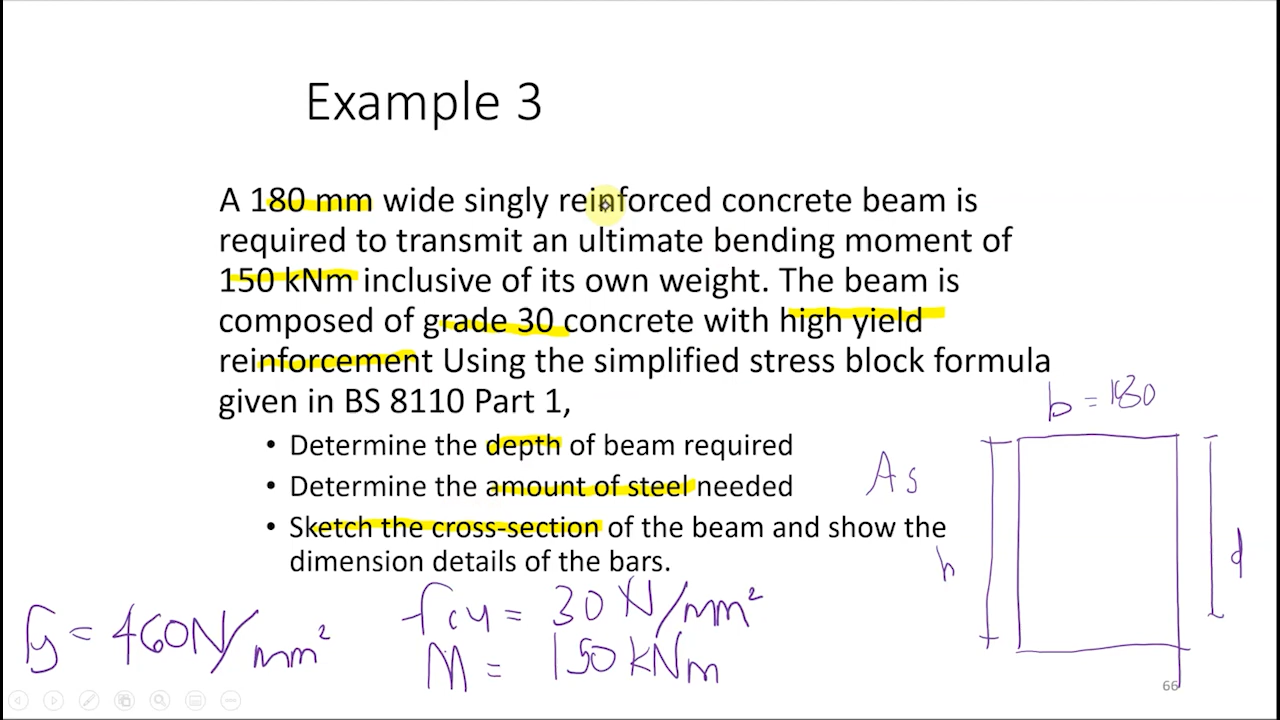 Example 3
A 180 mm wide singly reinforced concrete beam is
required to transmit an ultimate bending moment of
150 kNm inclusive of its own weight. The beam is
composed of grade 30 concrete with high yield
reinforcement Using the simplified stress block formula
given in BS 8110 Part 1,
• Determine the depth of beam required
• Determine the amount of steel needed
• Sketch the cross-section of the beam and show the
dimension details of the bars.
b = 180
As
h
d
fy = 460N/mm²
fcu = 30 N/mm²
M = 150kNm
66